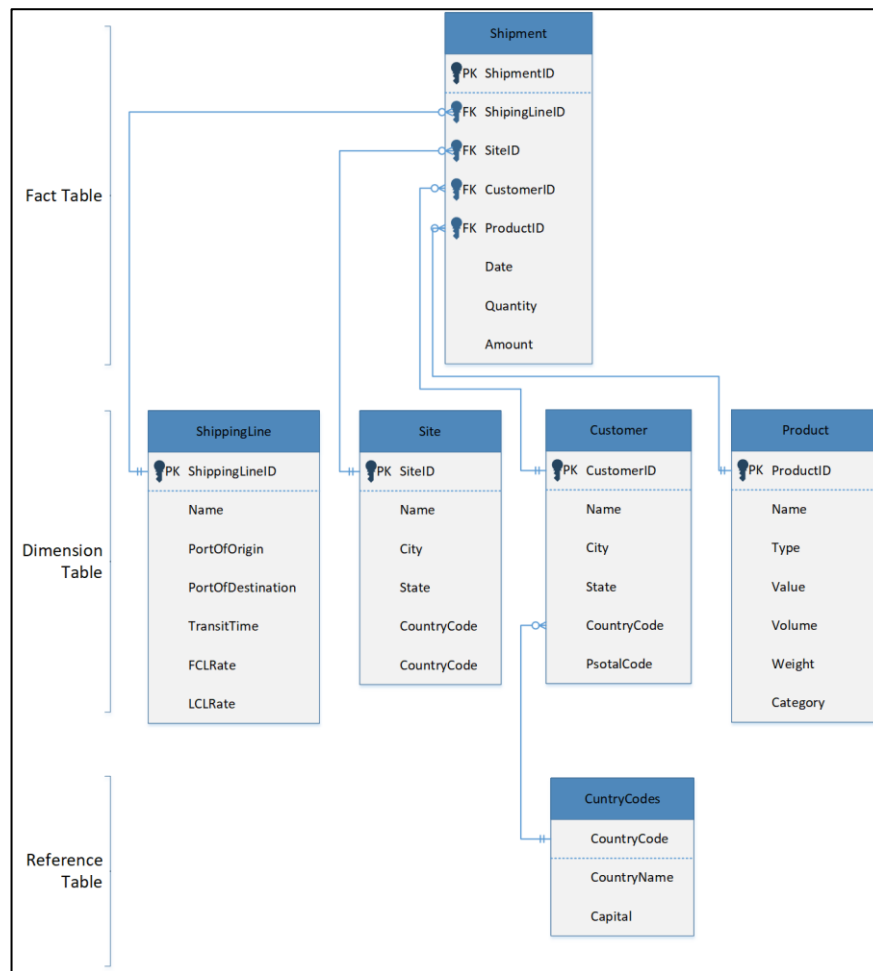 Shipment
PK ShipmentID
FK ShipingLineID
FK SiteID
FK CustomerID
FK ProductID
Date
Quantity
Amount
Fact Table
ShippingLine
PK ShippingLineID
Name
PortOfOrigin
PortOfDestination
TransitTime
FCLRate
LCLRate
Site
PK SiteID
Name
City
State
CountryCode
CountryCode
Customer
PK CustomerID
Name
City
State
CountryCode
PsotalCode
Product
PK ProductID
Name
Type
Value
Volume
Weight
Category
Dimension
Table
CuntryCodes
CountryCode
CountryName
Capital
Reference
Table